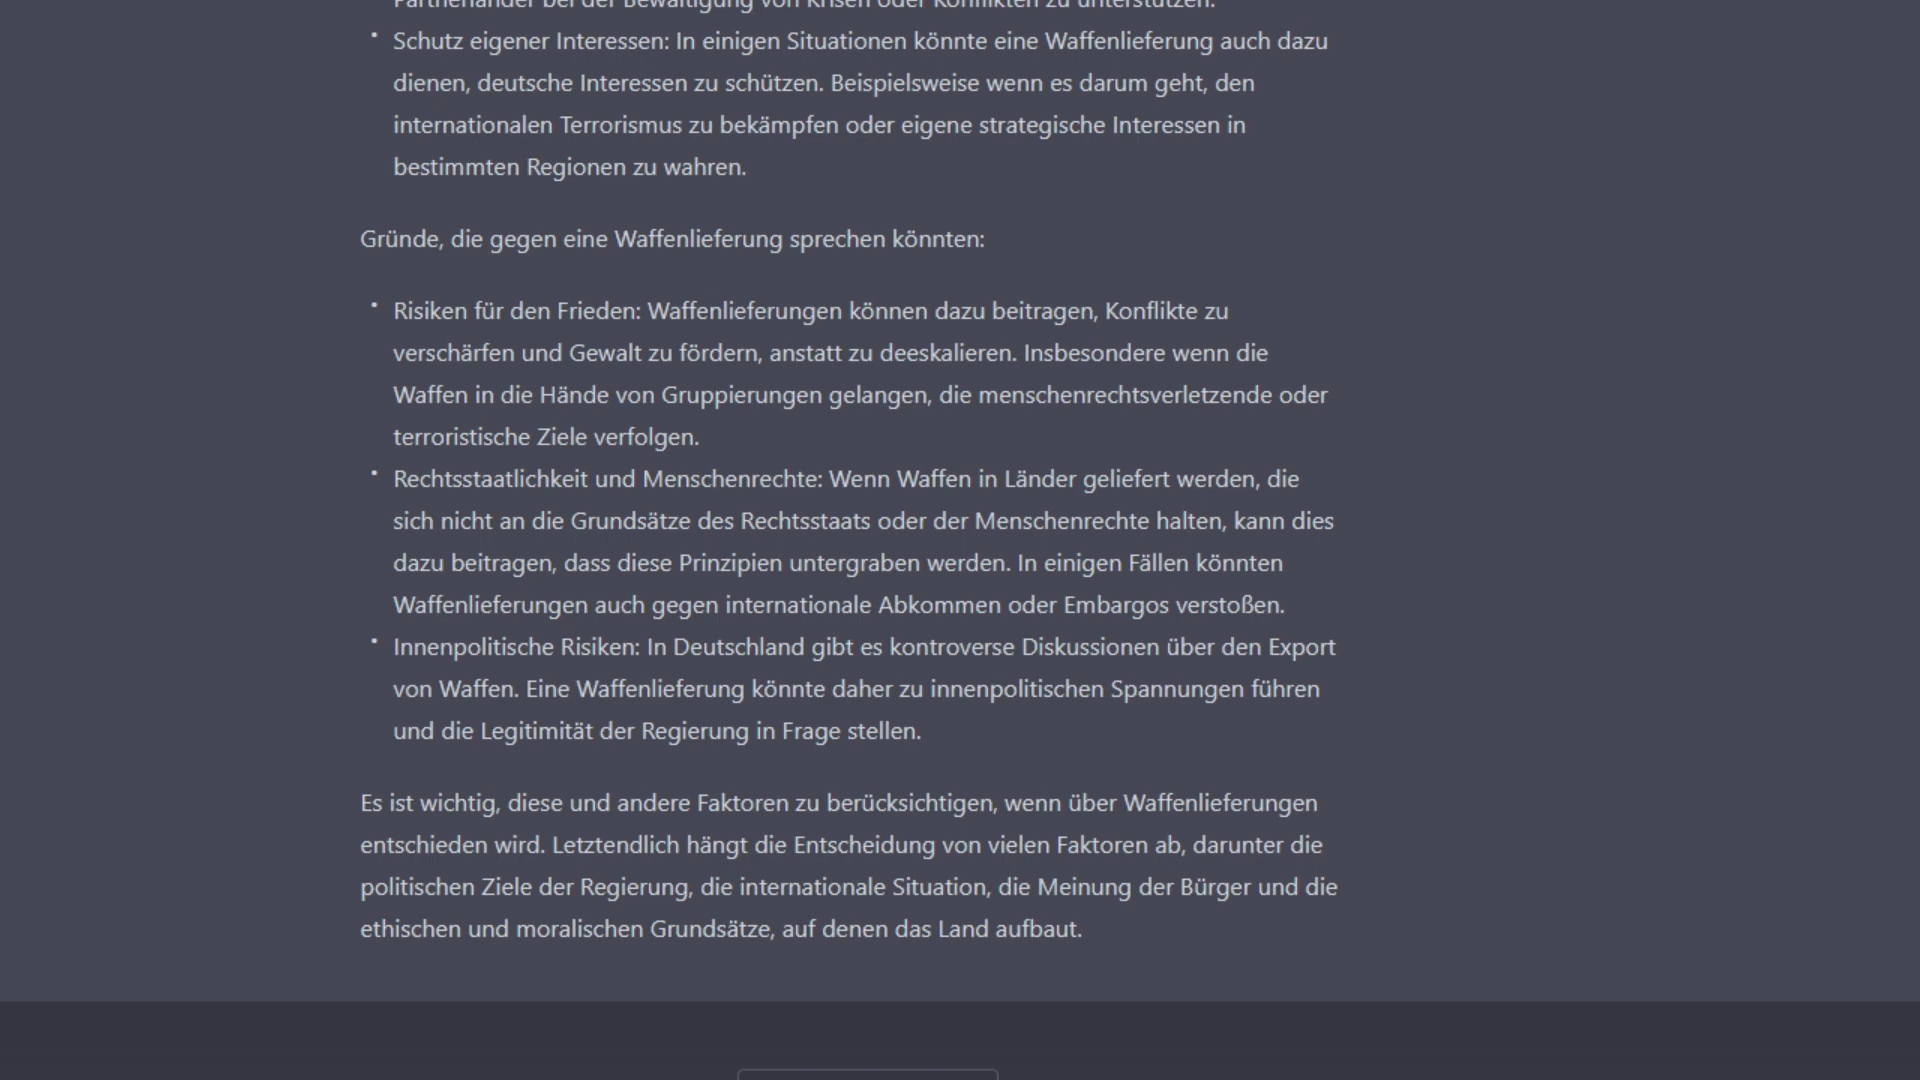 Partnerländer bei der Bewältigung von Krisen oder Konflikten zu unterstützen.
• Schutz eigener Interessen: In einigen Situationen könnte eine Waffenlieferung auch dazu
dienen, deutsche Interessen zu schützen. Beispielsweise wenn es darum geht, den
internationalen Terrorismus zu bekämpfen oder eigene strategische Interessen in
bestimmten Regionen zu wahren.
Gründe, die gegen eine Waffenlieferung sprechen könnten:
• Risiken für den Frieden: Waffenlieferungen können dazu beitragen, Konflikte zu
verschärfen und Gewalt zu fördern, anstatt zu deeskalieren. Insbesondere wenn die
Waffen in die Hände von Gruppierungen gelangen, die menschenrechtsverletzende oder
terroristische Ziele verfolgen.
• Rechtsstaatlichkeit und Menschenrechte: Wenn Waffen in Länder geliefert werden, die
sich nicht an die Grundsätze des Rechtsstaats oder der Menschenrechte halten, kann dies
dazu beitragen, dass diese Prinzipien untergraben werden. In einigen Fällen könnten
Waffenlieferungen auch gegen internationale Abkommen oder Embargos verstoßen.
• Innenpolitische Risiken: In Deutschland gibt es kontroverse Diskussionen über den Export
von Waffen. Eine Waffenlieferung könnte daher zu innenpolitischen Spannungen führen
und die Legitimität der Regierung in Frage stellen.
Es ist wichtig, diese und andere Faktoren zu berücksichtigen, wenn über Waffenlieferungen
entschieden wird. Letztendlich hängt die Entscheidung von vielen Faktoren ab, darunter die
politischen Ziele der Regierung, die internationale Situation, die Meinung der Bürger und die
ethischen und moralischen Grundsätze, auf denen das Land aufbaut.